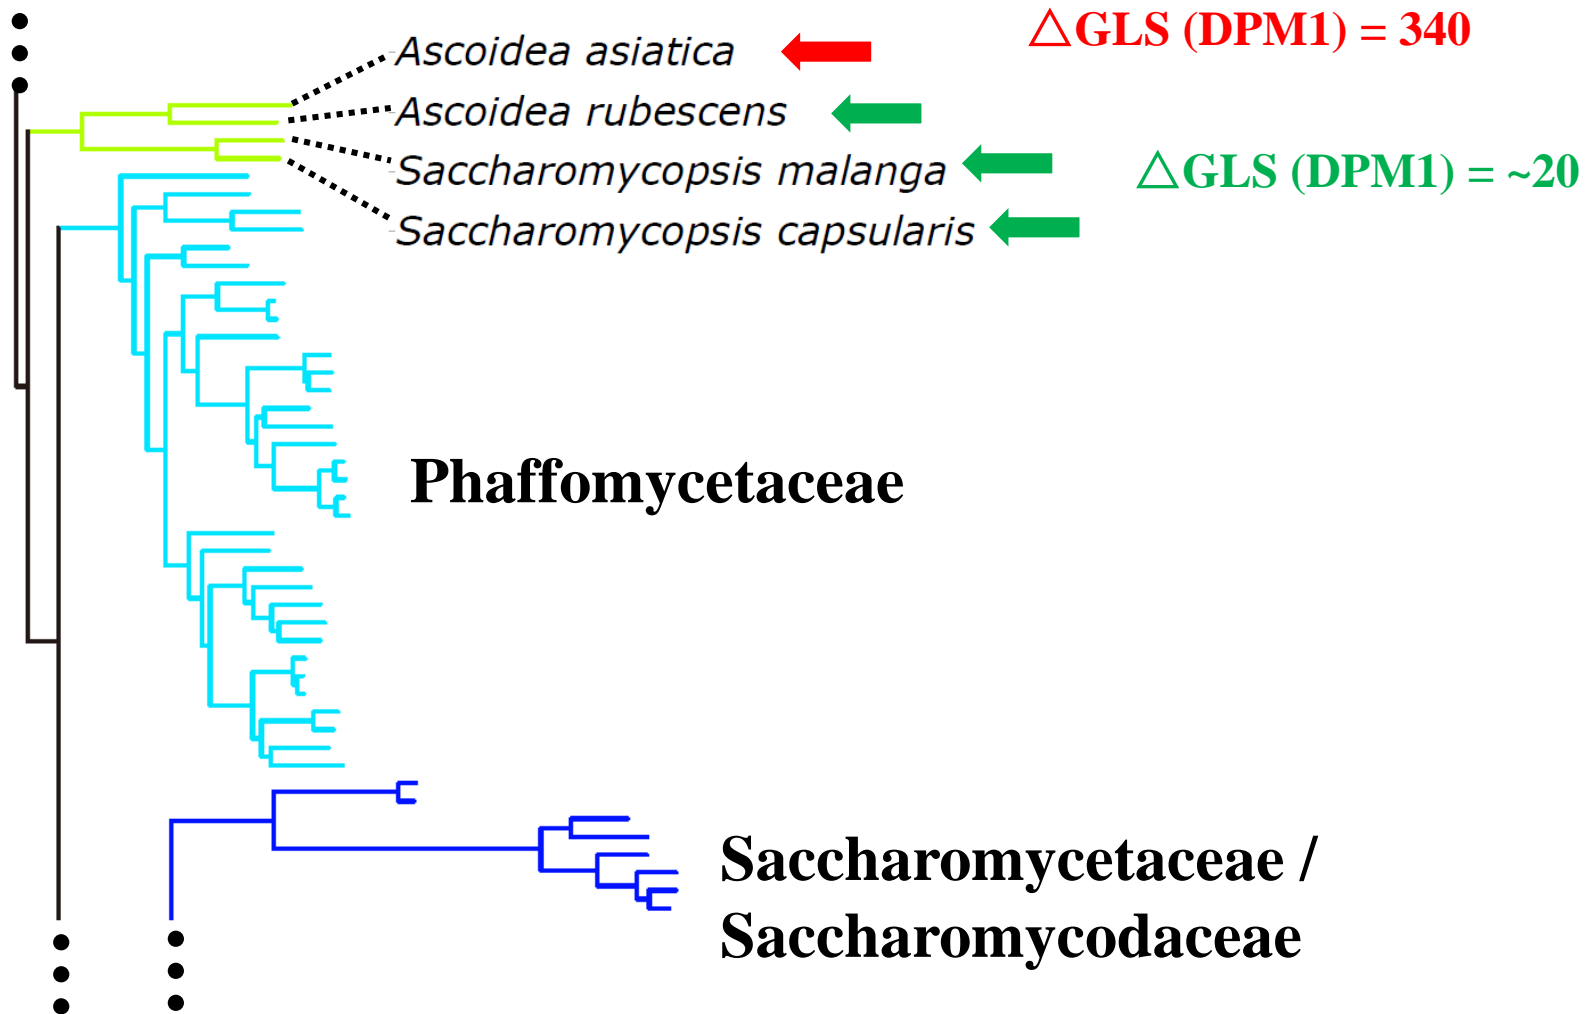 △GLS (DPM1) = 340
Ascoidea asiatica
Ascoidea rubescens
Saccharomycopsis malanga
△GLS (DPM1) = ~20
Saccharomycopsis capsularis
Phaffomycetaceae
Saccharomycetaceae /
Saccharomycodaceae